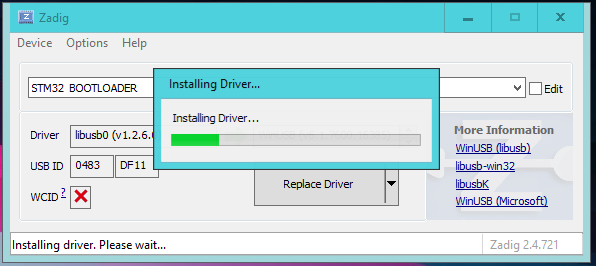 Zadig
Device Options Help
STM32 BOOTLOADER
Edit
Installing Driver...
Installing Driver...
Driver libusb0 (v1.2.6.0
USB ID 0483 DF11
WCID ?
Replace Driver
More Information
WinUSB (libusb)
libusb-win32
libusbK
WinUSB (Microsoft)
Installing driver. Please wait...
Zadig 2.4.721